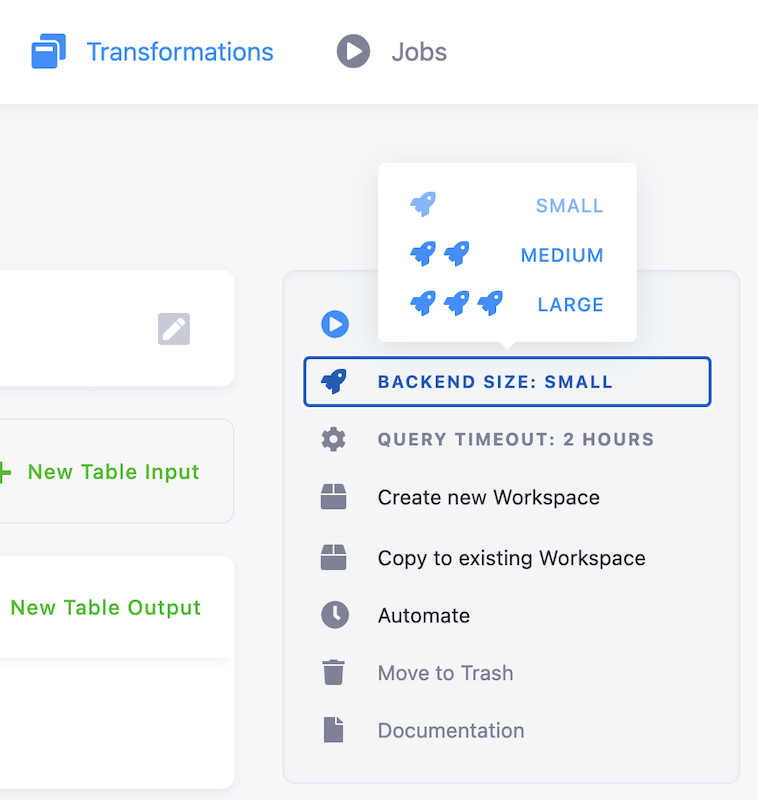 Transformations
Jobs
SMALL
MEDIUM
LARGE
BACKEND SIZE: SMALL
QUERY TIMEOUT: 2 HOURS
New Table Input
Create new Workspace
Copy to existing Workspace
New Table Output
Automate
Move to Trash
Documentation